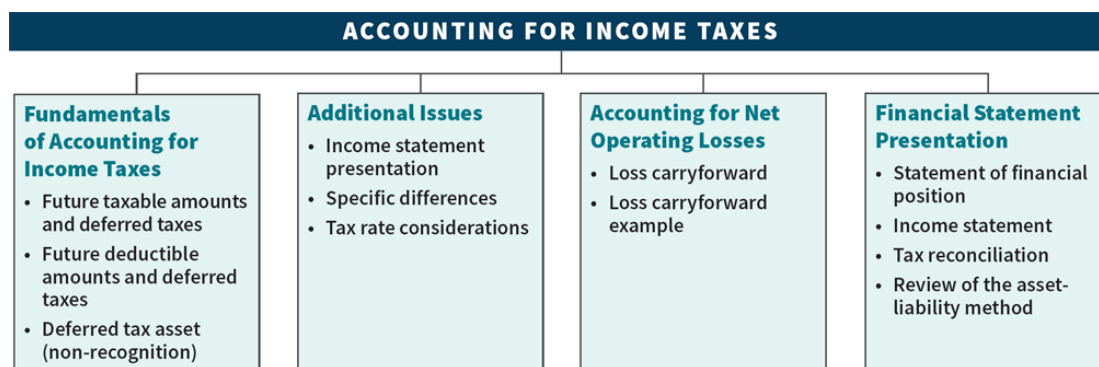 ACCOUNTING FOR INCOME TAXES
Fundamentals
of Accounting for
Income Taxes
• Future taxable amounts
and deferred taxes
• Future deductible
amounts and deferred
taxes
• Deferred tax asset
(non-recognition)
Additional Issues
• Income statement
presentation
• Specific differences
• Tax rate considerations
Accounting for Net
Operating Losses
• Loss carryforward
• Loss carryforward
example
Financial Statement
Presentation
• Statement of financial
position
• Income statement
• Tax reconciliation
• Review of the asset-
liability method